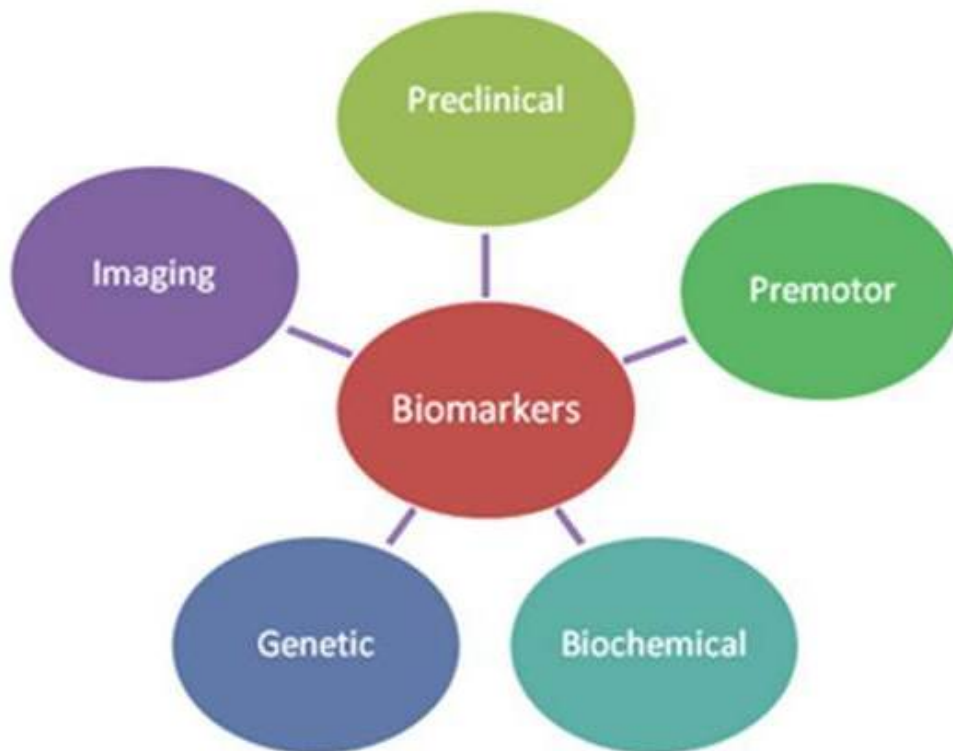 Preclinical
Imaging
Premotor
Biomarkers
Genetic
Biochemical